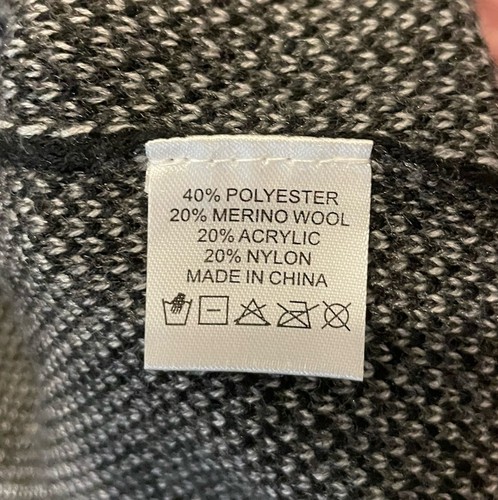 40% POLYESTER
20% MERINO WOOL
20% ACRYLIC
20% NYLON
MADE IN CHINA